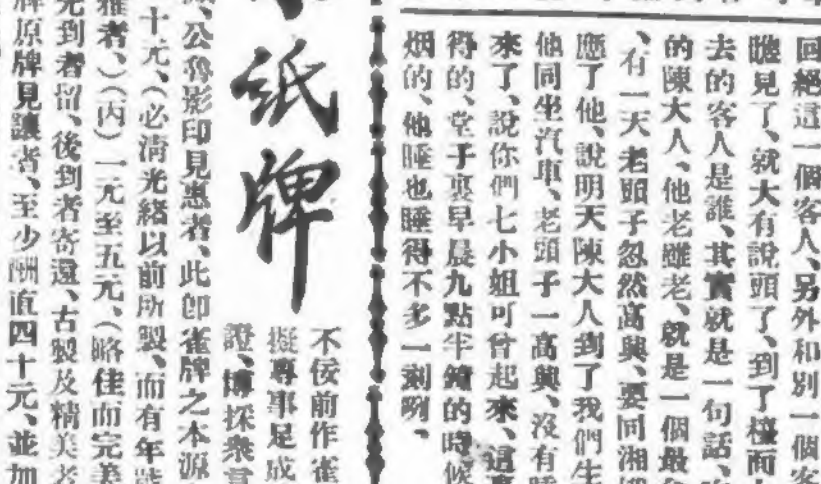 回絕這一個客人、另外和別一個客
聽見了、就大有說頭了、到了檯面
去的客人是誰、其實就是一句話、
的陳大人、他老雖老、就是一個最
、有一天老頭子忽然高興、要同湘
應了他、說明天陳大人到了我們生
他同坐汽車、老頭子一高興、沒有
來了、說你們七小姐可曾起來、這
得的、堂子裏早晨九點半鐘的時候
烟的、他睡也睡得不多一刻咧、
紙牌
不佞前作雀
擬專事足成
證、博採衆言
公魯影印見惠者、此卽雀牌之本源
十元、(必淸光緒以前所製、而有年
雅者、)(丙)一元至五元、(略佳而完美
先到者留、後到者寄還、古製及精美者
牌原牌見讓者、至少酬直四十元、並加